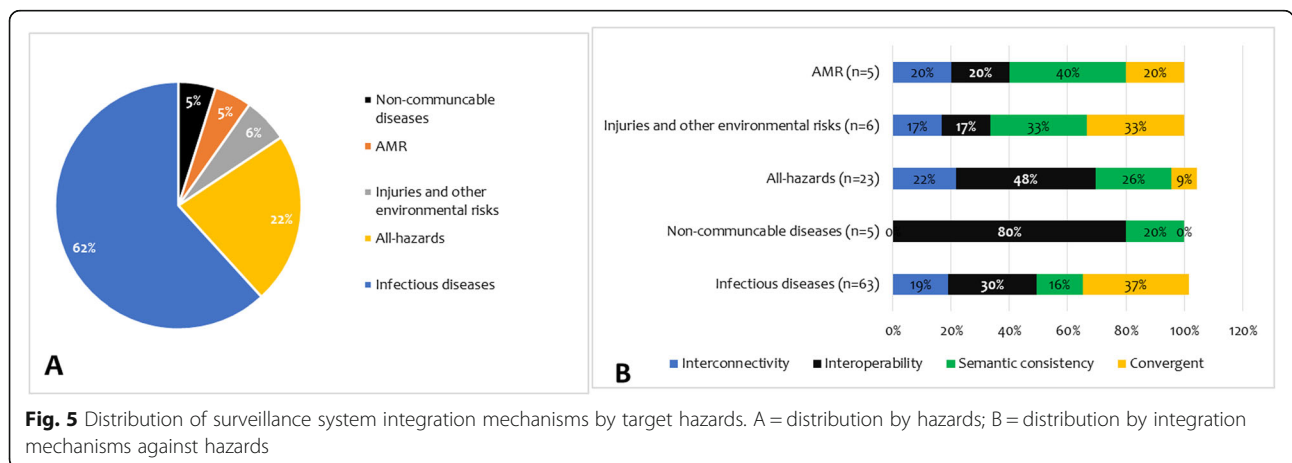 5%
5%
6%
22%
62%
Non-communcable
diseases
AMR
Injuries and other
environmental risks
All-hazards
Infectious diseases
A
AMR (n=5)
20%
20%
40%
20%
Injuries and other environmental risks (n=6)
17%
17%
33%
33%
All-hazards (n=23)
22%
48%
26%
9%
Non-communcable diseases (n=5)
0%
80%
20%
0%
Infectious diseases (n=63)
19%
30%
16%
37%
0%
20%
40%
60%
80%
100%
120%
B
Interconnectivity
Interoperability
Semantic consistency
Convergent
Fig. 5 Distribution of surveillance system integration mechanisms by target hazards. A = distribution by hazards; B = distribution by integration
mechanisms against hazards